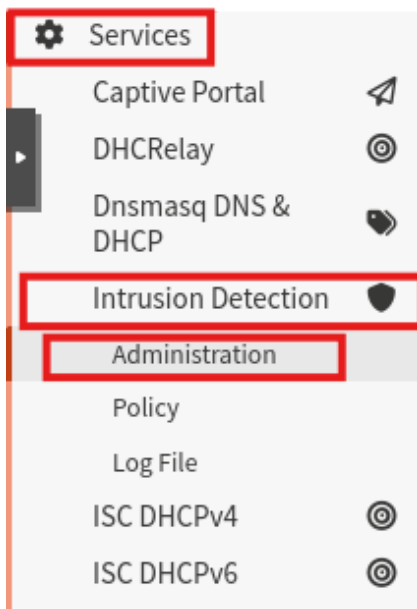 Services
Captive Portal
DHCRelay
Dnsmasq DNS &
DHCP
Intrusion Detection
Administration
Policy
Log File
ISC DHCPv4
ISC DHCPv6